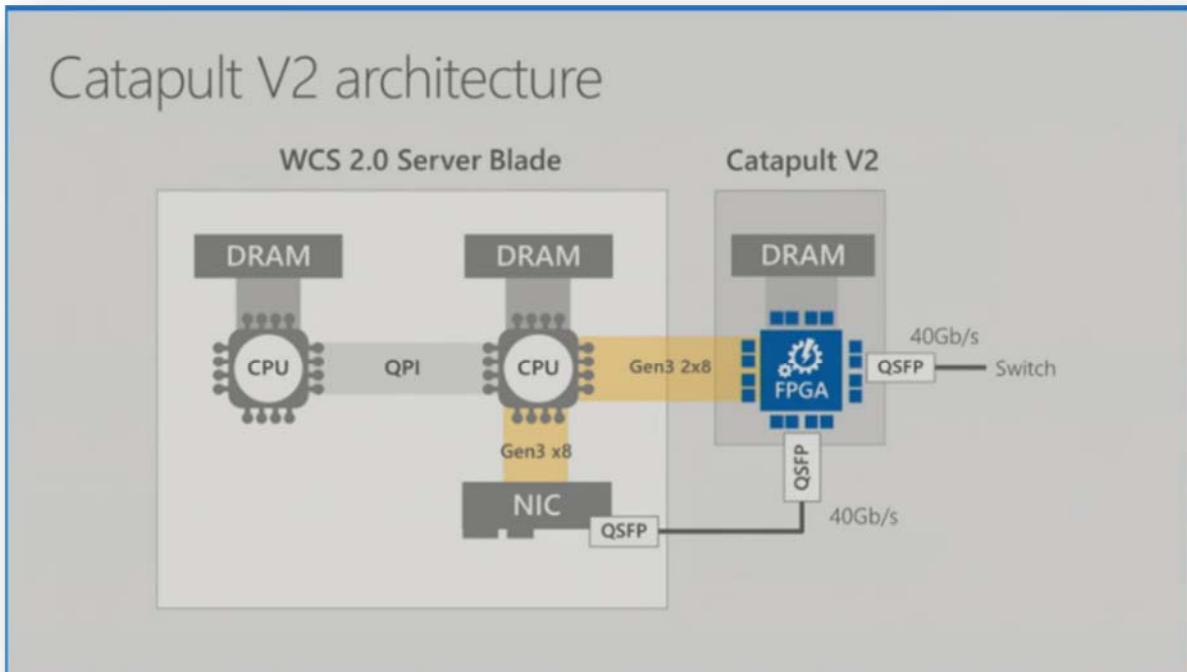 Catapult V2 architecture
WCS 2.0 Server Blade
Catapult V2
DRAM
DRAM
DRAM
CPU
QPI
CPU
Gen3 2x8
FPGA
40Gb/s
QSFP
Switch
Gen3 x8
QSFP
NIC
QSFP
40Gb/s